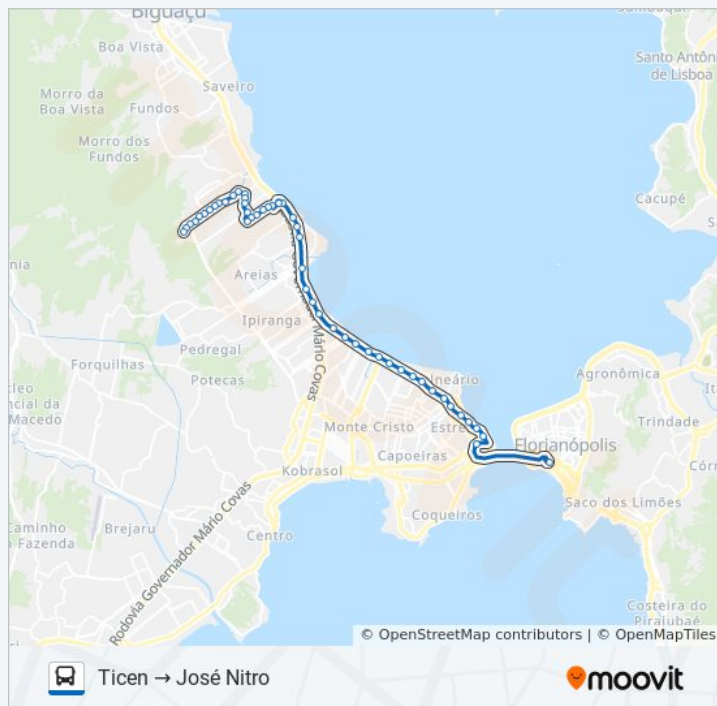 Biguaçu
Boa Vista
Saveiro
Santo Antôn
de Lisboa
Morro da
Boa Vista
Fundos
Morro dos
Fundos
Cacupé
Areias
Ipiranga
Pedregal
Forquilhas
Potecas
Agronômica
Trindade
Monte Cristo
Florianópolis
Capoeiras
Kobrasol
Saco dos Limões
Coqueiros
Brejaru
Caminho
Fazenda
Centro
Rodovia Governador Mário Covas
Costeira do
Pirajubaé
© OpenStreetMap contributors | © OpenMapTiles
Ticen → José Nitro
moovit